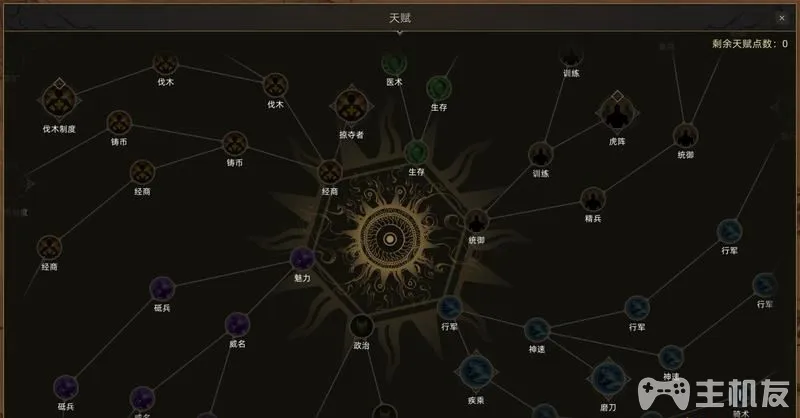 天赋
剩余天赋点数：0
伐木
医术
训练
伐木
生存
伐木制度
掠夺者
虎阵
铸币
铸币
统御
生存
训练
经商
经商
精兵
统御
行军
经商
魅力
行军
砥兵
行军
行军
威名
政治
神速
神速
疾乘
磨刀
砥兵
威名
骑术
主机友